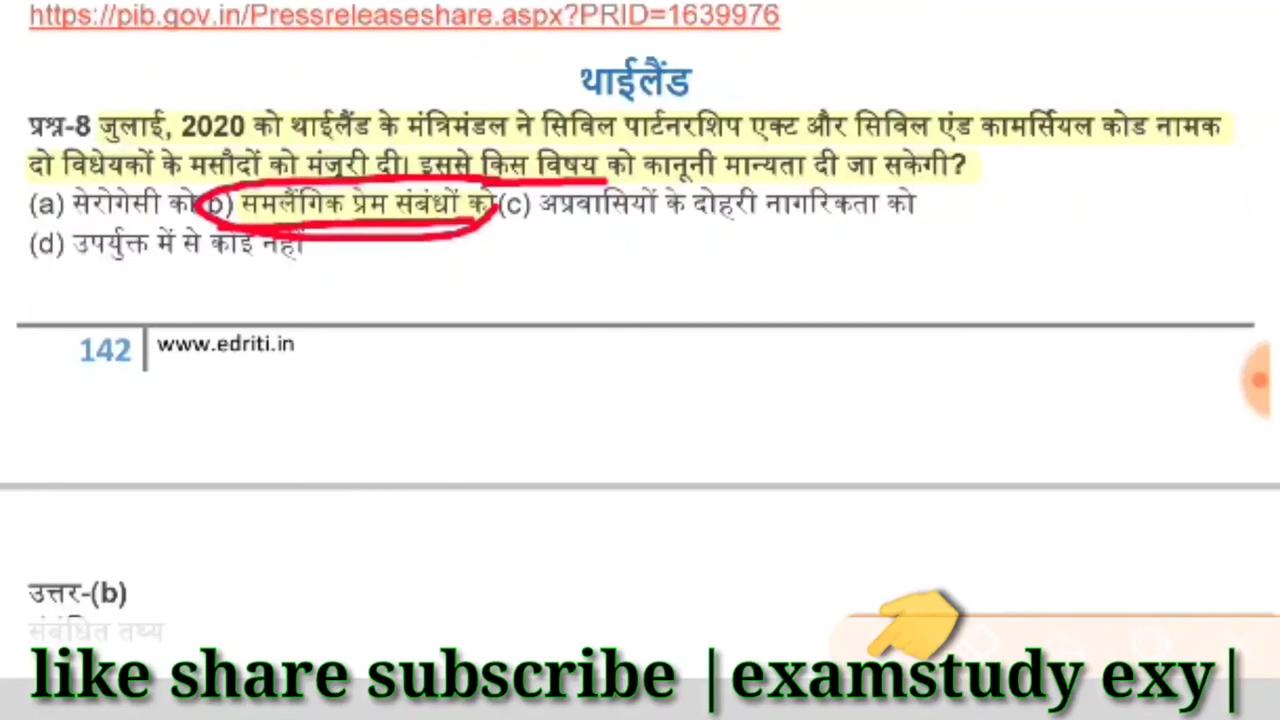 https://pib.gov.in/Pressreleaseshare.aspx?PRID=1639976
थाईलैंड
प्रश्न-8 जुलाई, 2020 को थाईलैंड के मंत्रिमंडल ने सिविल पार्टनरशिप एक्ट और सिविल एंड कामर्सियल कोड नामक
दो विधेयकों के मसौदों को मंजूरी दी। इससे किस विषय को कानूनी मान्यता दी जा सकेगी?
(a) सेरोगेसी को b) समलैंगिक प्रेम संबंधों को (c) अप्रवासियों के दोहरी नागरिकता को
(d) उपर्युक्त में से कोई नहीं
142 www.edriti.in
उत्तर-(b)
संबंधित तथ्य
like share subscribe |examstudy exy|